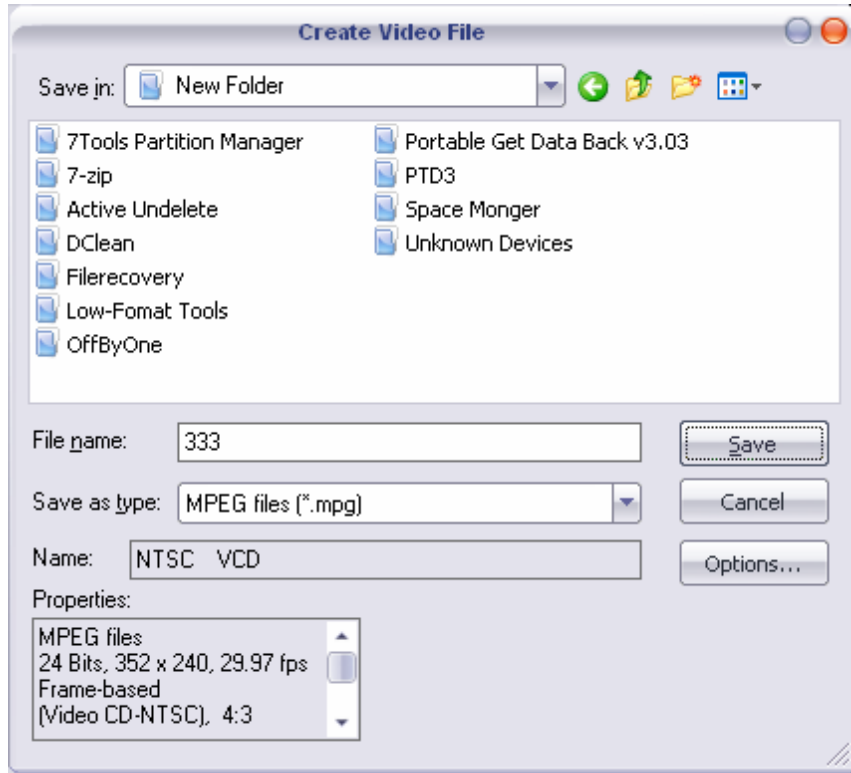 Create Video File
Save in: New Folder
7Tools Partition Manager
7-zip
Active Undelete
DClean
Filerecovery
Low-Fomat Tools
OffByOne
Portable Get Data Back v3.03
PTD3
Space Monger
Unknown Devices
File name: 333
Save
Save as type: MPEG files (*.mpg)
Cancel
Name: NTSC VCD
Options...
Properties:
MPEG files
24 Bits, 352 x 240, 29.97 fps
Frame-based
(Video CD-NTSC), 4:3